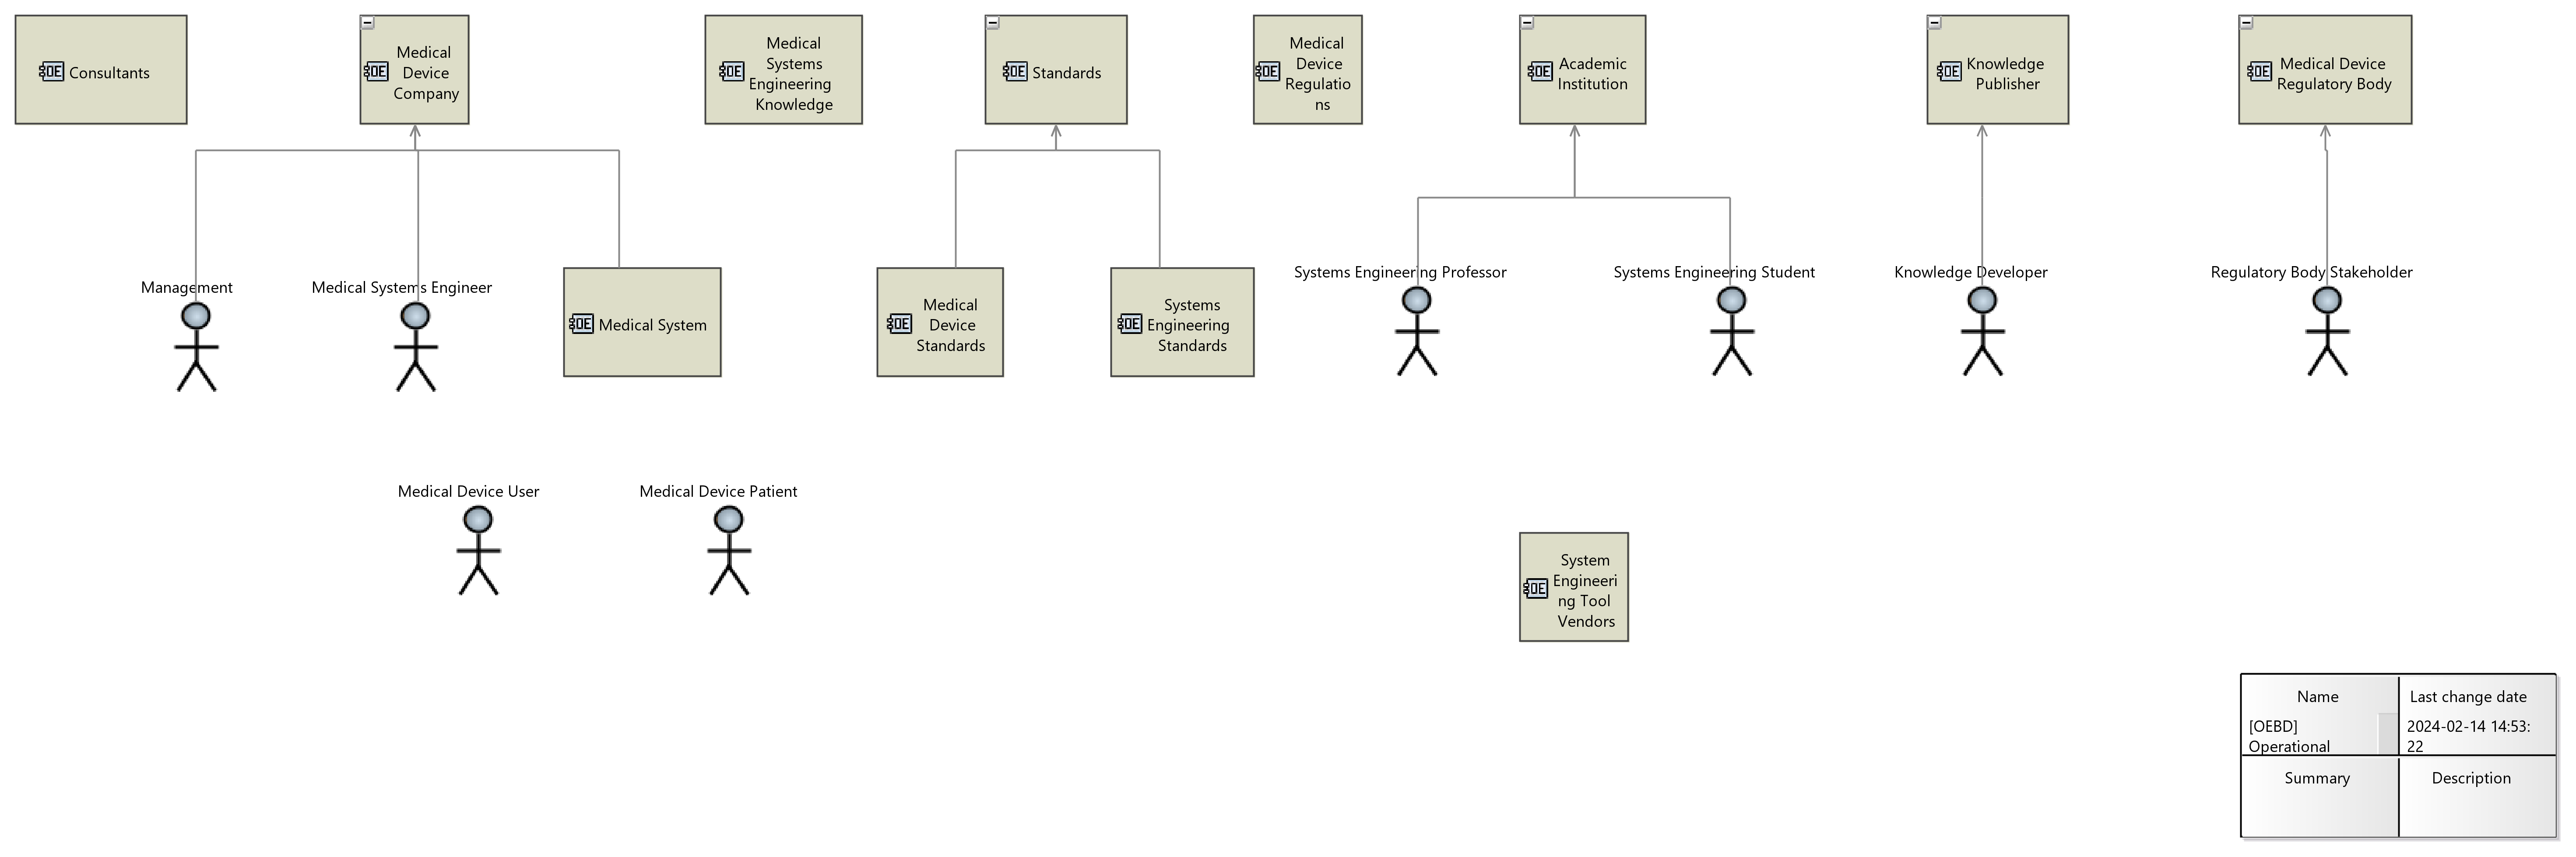 OE Consultants
OE Medical
Device
Company
OE Medical
Systems
Engineering
Knowledge
OE Standards
OE Medical
Device
Regulatio
ns
OE Academic
Institution
OE Knowledge
Publisher
OE Medical Device
Regulatory Body
Management
Medical Systems Engineer
OE Medical System
OE Medical
Device
Standards
OE Systems
Engineering
Standards
Systems Engineering Professor
Systems Engineering Student
Knowledge Developer
Regulatory Body Stakeholder
Medical Device User
Medical Device Patient
OE System
Engineeri
ng Tool
Vendors
Name
Last change date
[OEBD]
Operational
2024-02-14 14:53:
22
Summary
Description